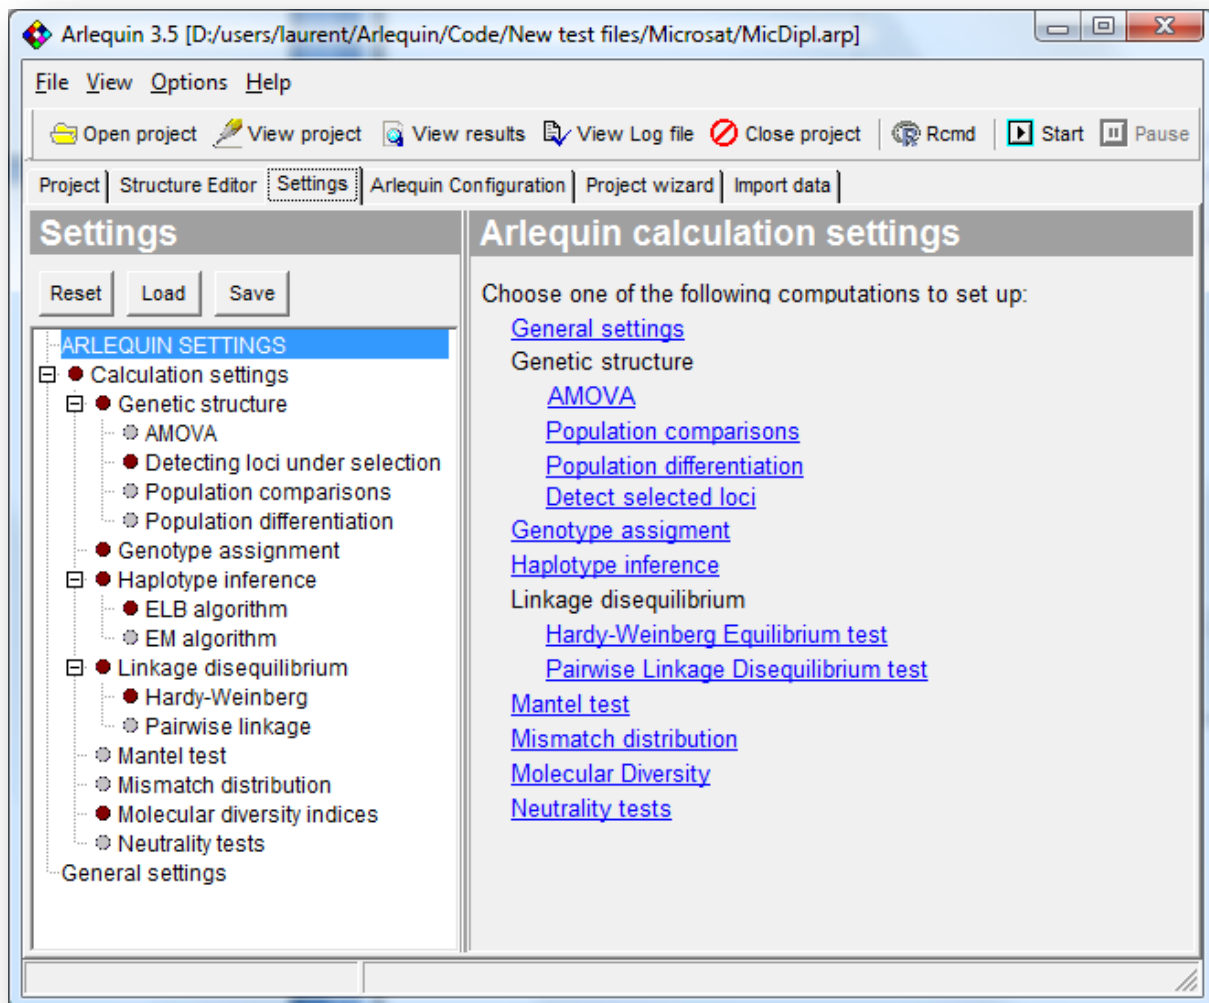 Arlequin 3.5 [D:/users/laurent/Arlequin/Code/New test files/Microsat/MicDipl.arp]
File View Options Help
Open project View project View results View Log file Close project Rcmd Start Pause
Project Structure Editor Settings Arlequin Configuration Project wizard Import data
Settings
Reset Load Save
ARLEQUIN SETTINGS
Calculation settings
Genetic structure
AMOVA
Detecting loci under selection
Population comparisons
Population differentiation
Genotype assignment
Haplotype inference
ELB algorithm
EM algorithm
Linkage disequilibrium
Hardy-Weinberg
Pairwise linkage
Mantel test
Mismatch distribution
Molecular diversity indices
Neutrality tests
General settings
Arlequin calculation settings
Choose one of the following computations to set up:
General settings
Genetic structure
AMOVA
Population comparisons
Population differentiation
Detect selected loci
Genotype assigment
Haplotype inference
Linkage disequilibrium
Hardy-Weinberg Equilibrium test
Pairwise Linkage Disequilibrium test
Mantel test
Mismatch distribution
Molecular Diversity
Neutrality tests